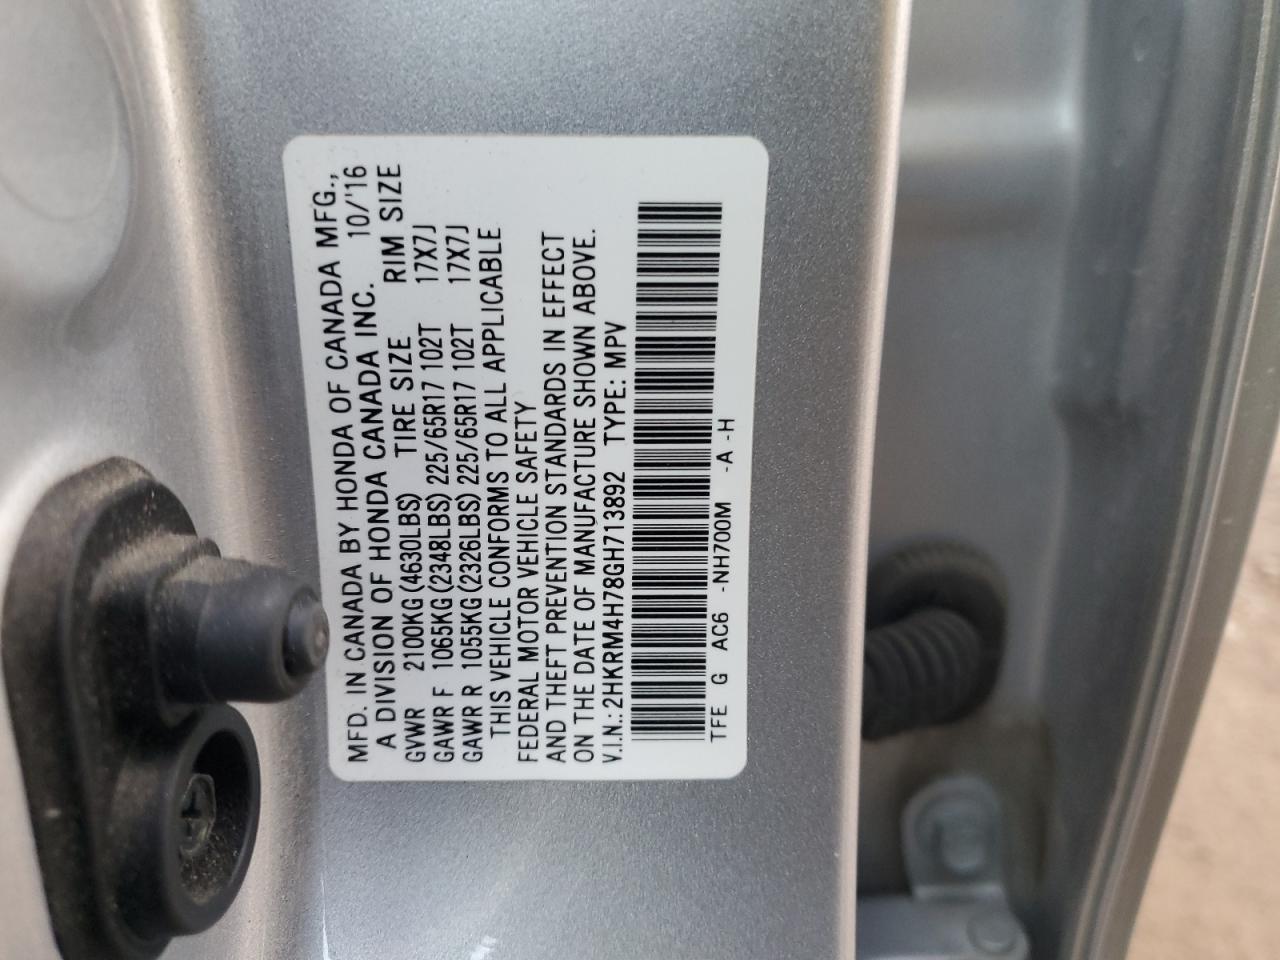 MFD. IN CANADA BY HONDA OF CANADA MFG.,
A DIVISION OF HONDA CANADA INC. 10/'16
GVWR 2100KG(4630LBS) TIRE SIZE RIM SIZE
GAWR F 1065KG(2348LBS) 225/65R17 102T 17X7J
GAWR R 1055KG(2326LBS) 225/65R17 102T 17X7J
THIS VEHICLE CONFORMS TO ALL APPLICABLE
FEDERAL MOTOR VEHICLE SAFETY
AND THEFT PREVENTION STANDARDS IN EFFECT
ON THE DATE OF MANUFACTURE SHOWN ABOVE.
V.I.N.: 2HKRM4H78GH713892 TYPE: MPV
TFE G AC6 -NH700M -A -H